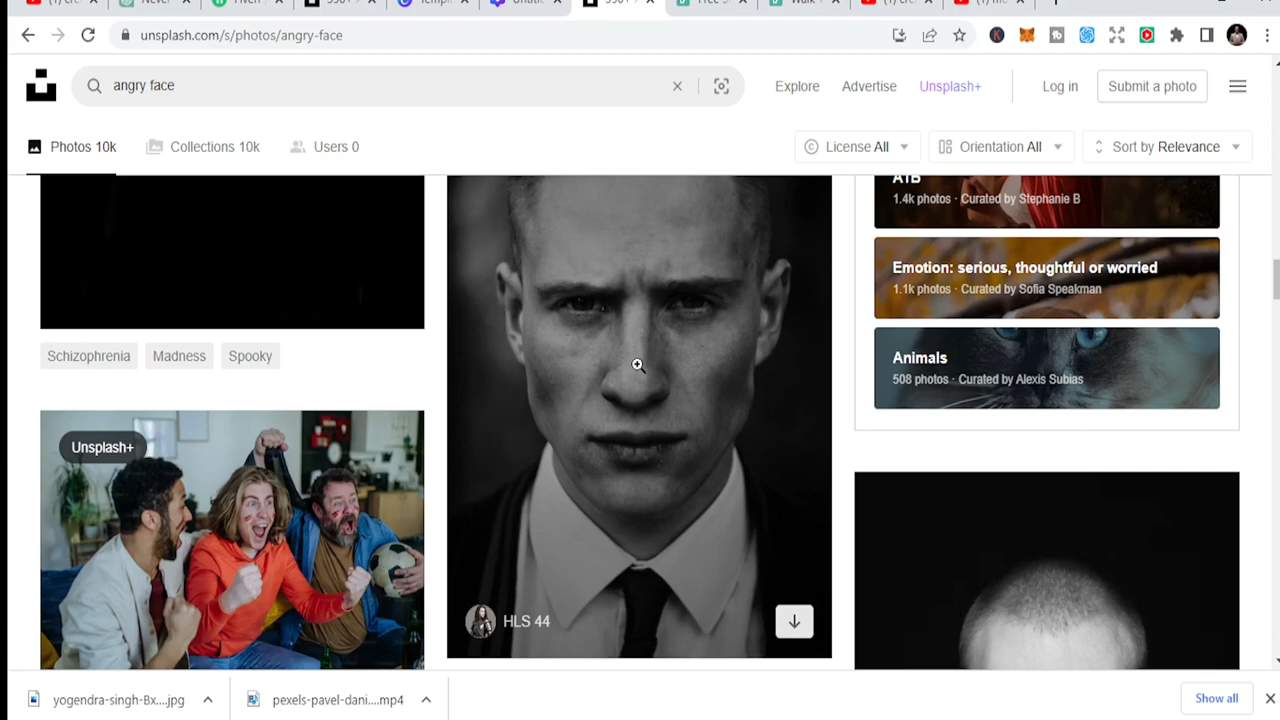 unsplash.com/s/photos/angry-face
angry face
Explore
Advertise
Unsplash+
Log in
Submit a photo
Photos 10k
Collections 10k
Users 0
License All
Orientation All
Sort by Relevance
1.4k photos · Curated by Stephanie B
Emotion: serious, thoughtful or worried
1.1k photos · Curated by Sofia Speakman
Animals
508 photos · Curated by Alexis Subias
Schizophrenia
Madness
Spooky
Unsplash+
HLS 44
yogendra-singh-8x....jpg
pexels-pavel-dani....mp4
Show all